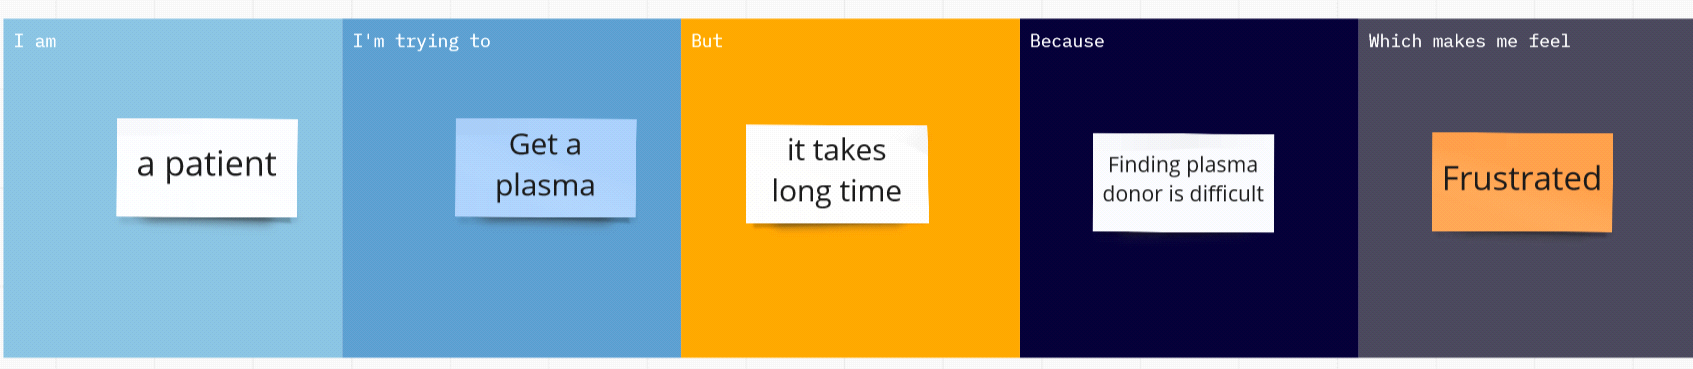 I am
a patient
I'm trying to
Get a
plasma
But
it takes
long time
Because
Finding plasma
donor is difficult
Which makes me feel
Frustrated